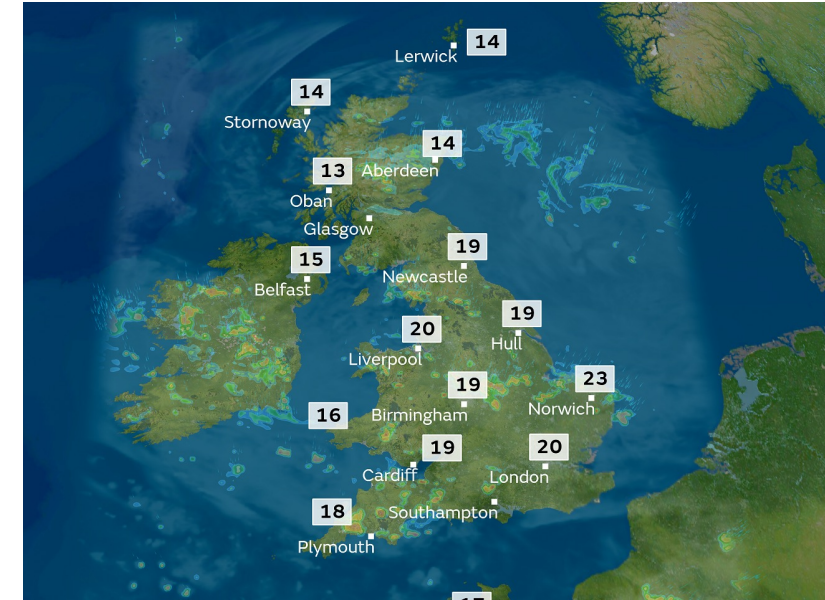 14
Lerwick
14
Stornoway
14
Aberdeen
13
Oban
Glasgow
19
Newcastle
15
Belfast
19
Hull
20
Liverpool
23
Norwich
19
Birmingham
16
19
Cardiff
20
London
18
Southampton
Plymouth